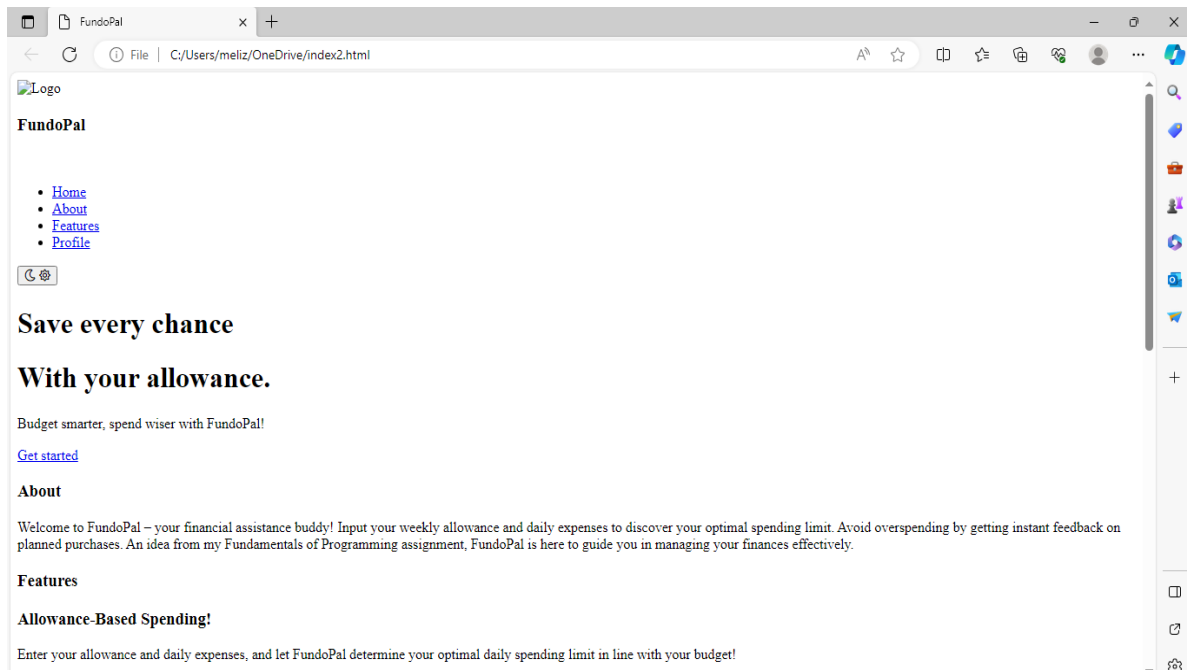 FundoPal
File | C:/Users/meliz/OneDrive/index2.html
Logo
FundoPal
Home
About
Features
Profile
Save every chance
With your allowance.
Budget smarter, spend wiser with FundoPal!
Get started
About
Welcome to FundoPal – your financial assistance buddy! Input your weekly allowance and daily expenses to discover your optimal spending limit. Avoid overspending by getting instant feedback on
planned purchases. An idea from my Fundamentals of Programming assignment, FundoPal is here to guide you in managing your finances effectively.
Features
Allowance-Based Spending!
Enter your allowance and daily expenses, and let FundoPal determine your optimal daily spending limit in line with your budget!